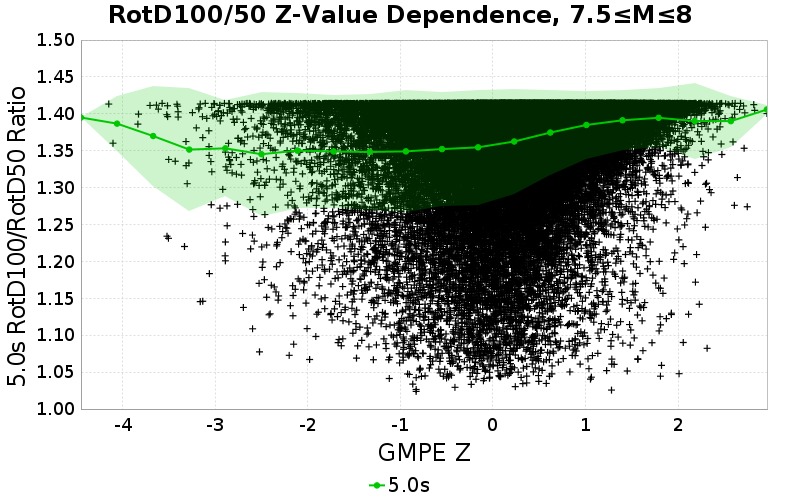 RotD100/50 Z-Value Dependence, 7.5≤M≤8
1.50
1.45
1.40
1.35
1.30
1.25
1.20
1.15
1.10
1.05
1.00
5.0s RotD100/RotD50 Ratio
-4 -3 -2 -1 0 1 2
GMPE Z
5.0s